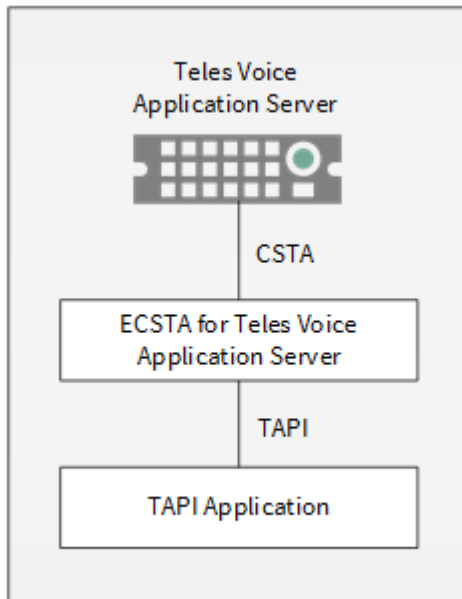 Teles Voice
Application Server
CSTA
ECSTA for Teles Voice
Application Server
TAPI
TAPI Application